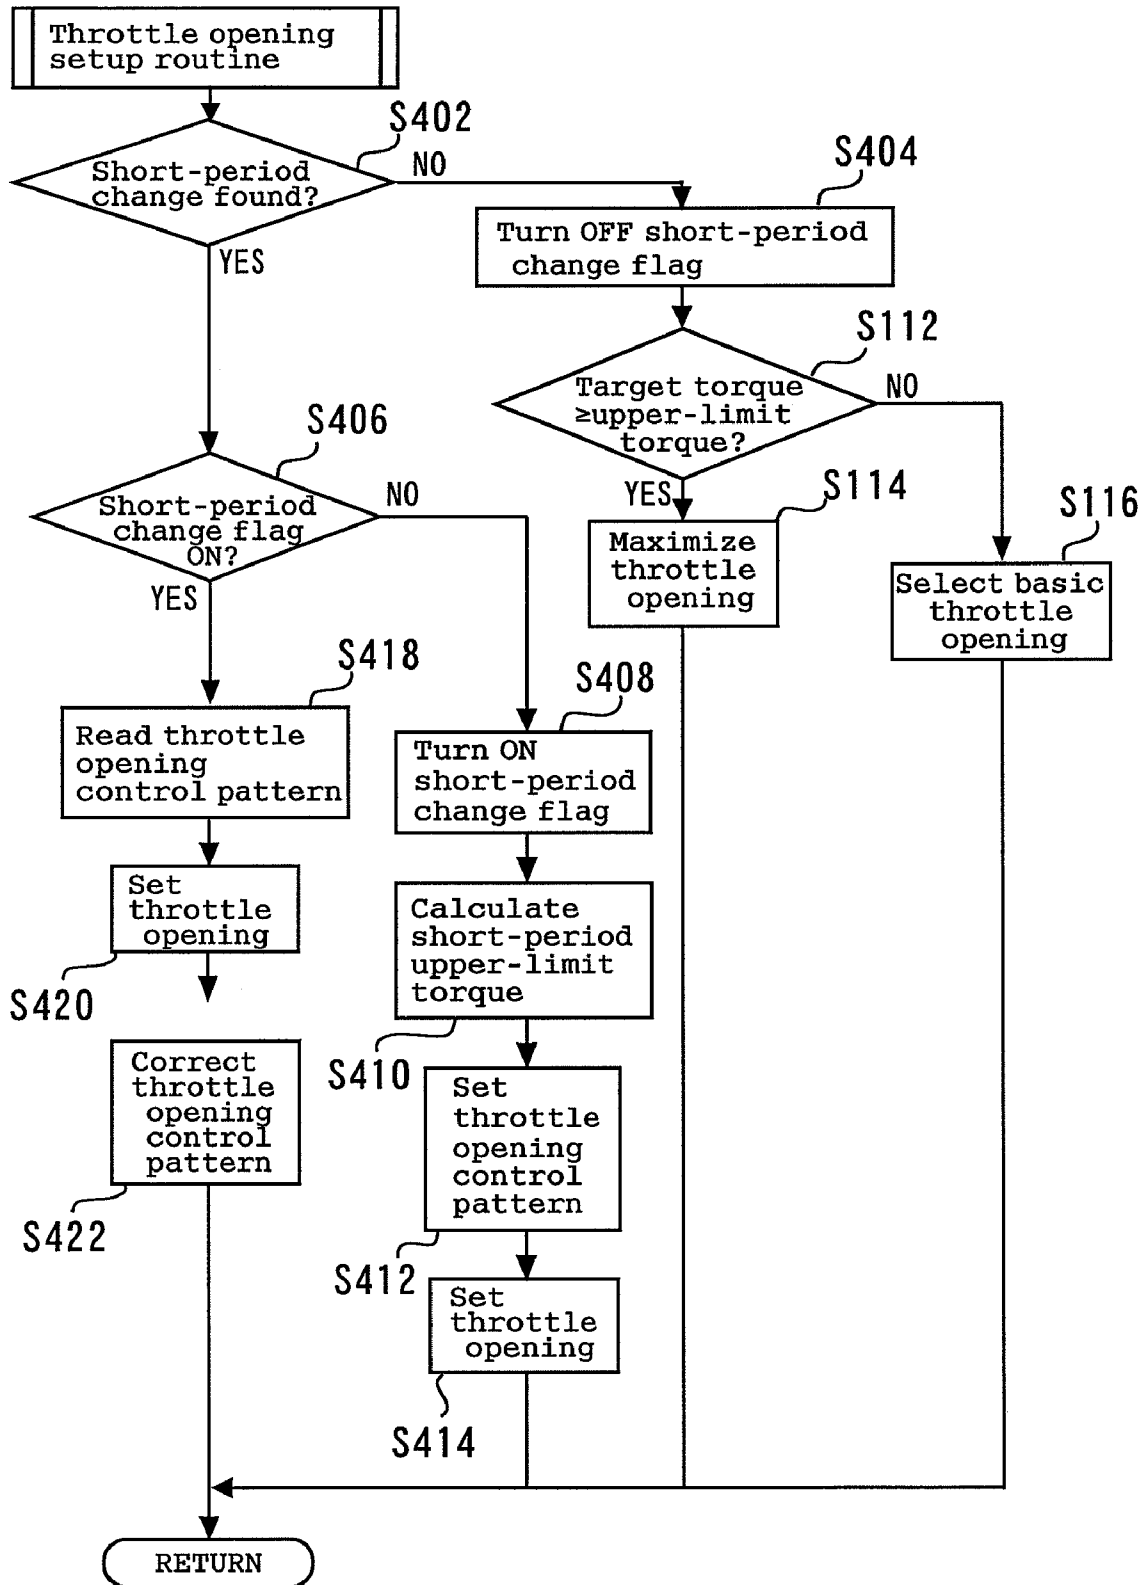 Throttle opening
setup routine
S402
Short-period
change found?
NO
YES
S404
Turn OFF short-period
change flag
S112
Target torque
≥upper-limit
torque?
NO
YES
S406
Short-period
change flag
ON?
NO
YES
S114
Maximize
throttle
opening
S116
Select basic
throttle
opening
S418
Read throttle
opening
control pattern
S408
Turn ON
short-period
change flag
Set
throttle
opening
S420
Calculate
short-period
upper-limit
torque
S410
Correct
throttle
opening
control
pattern
S422
Set
throttle
opening
control
pattern
S412
Set
throttle
opening
S414
RETURN